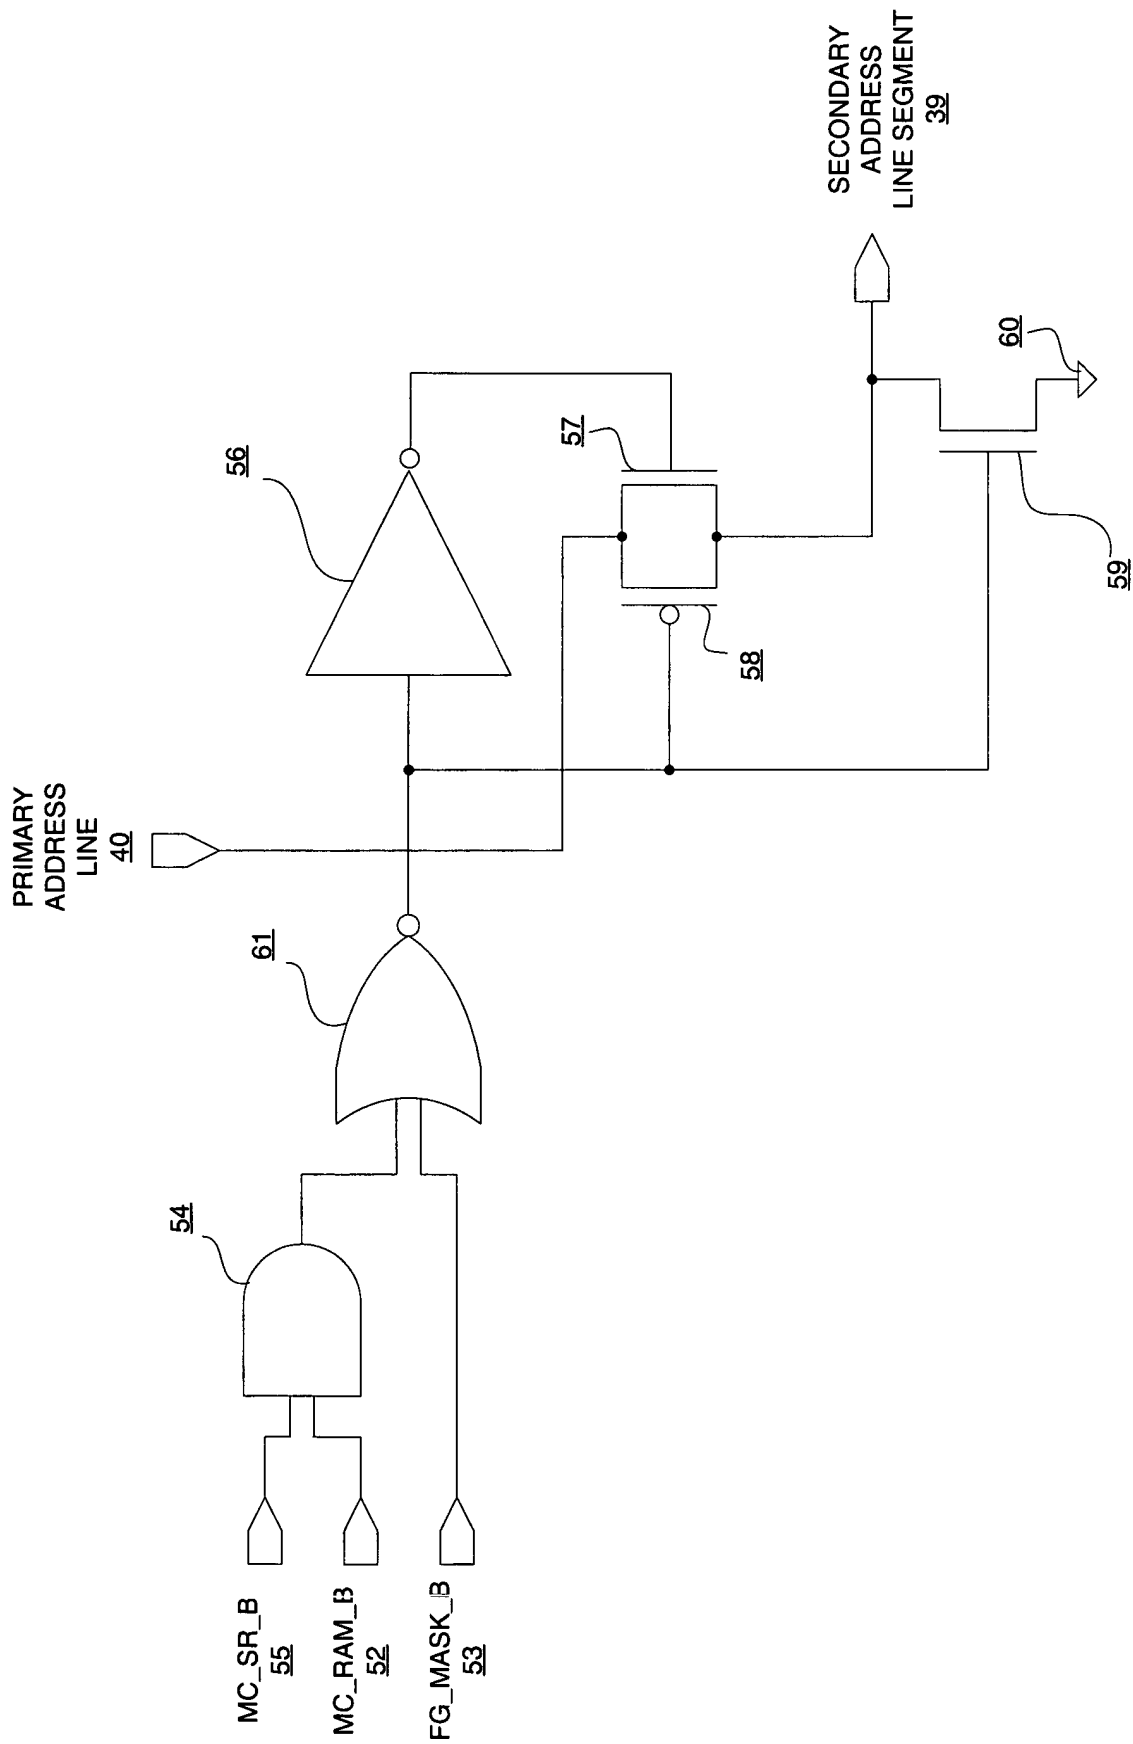 PRIMARY
ADDRESS
LINE
40
SECONDARY
ADDRESS
LINE SEGMENT
39
MC_SR_B
55
MC_RAM_B
52
FG_MASK_B
53
54
61
56
57
58
59
60